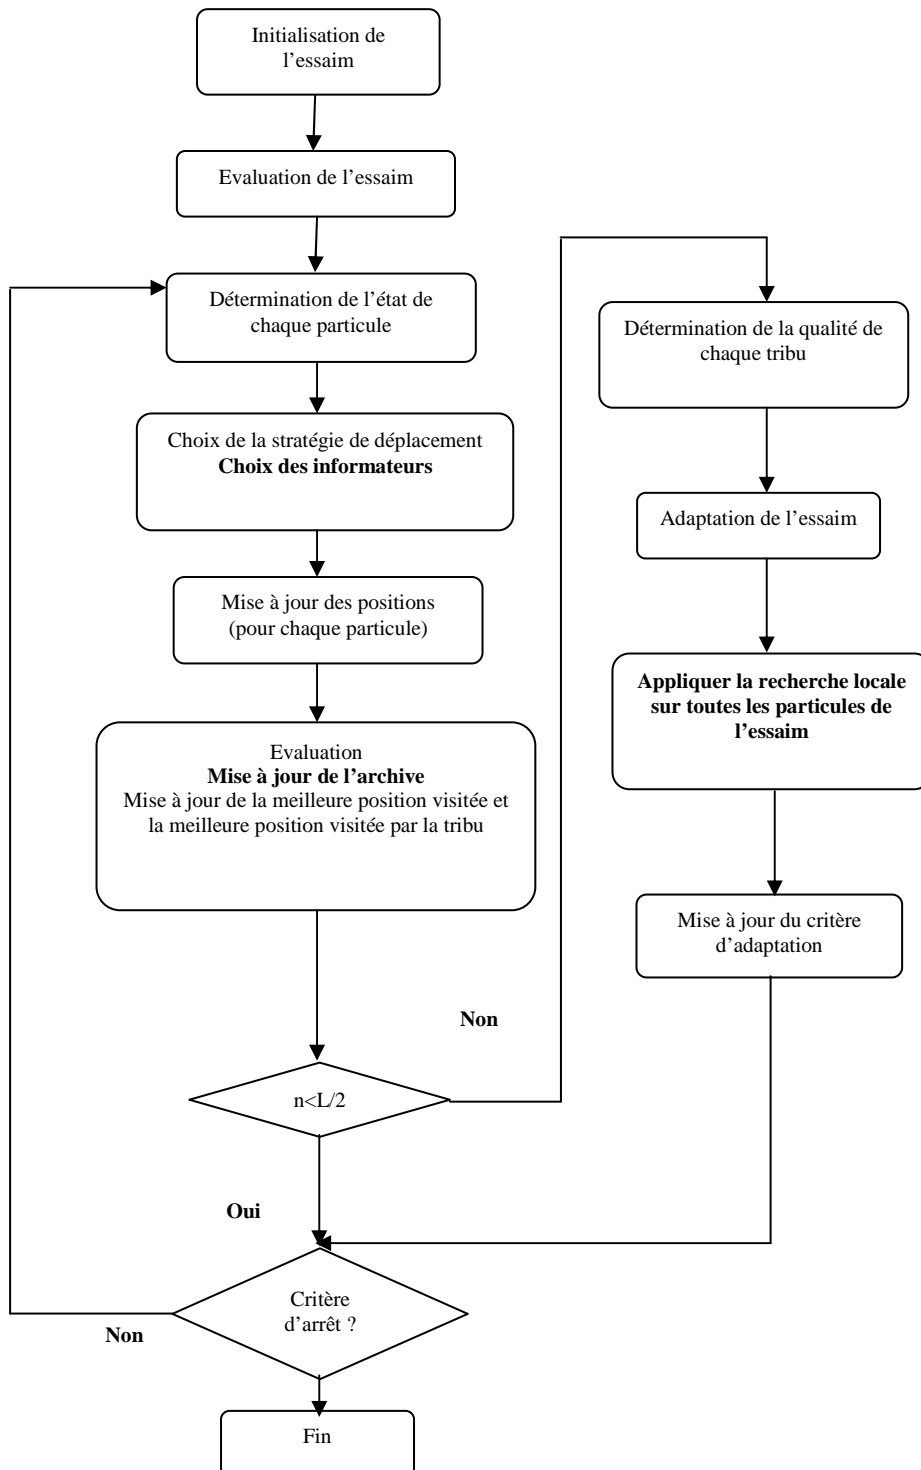 Initialisation de
l’essaim
Evaluation de l’essaim
Détermination de l’état de
chaque particule
Choix de la stratégie de déplacement
Choix des informateurs
Mise à jour des positions
(pour chaque particule)
Evaluation
Mise à jour de l’archive
Mise à jour de la meilleure position visitée et
la meilleure position visitée par la tribu
n<L/2
Non
Oui
Détermination de la qualité de
chaque tribu
Adaptation de l’essaim
Appliquer la recherche locale
sur toutes les particules de
l’essaim
Mise à jour du critère
d’adaptation
Critère
d’arrêt ?
Non
Fin